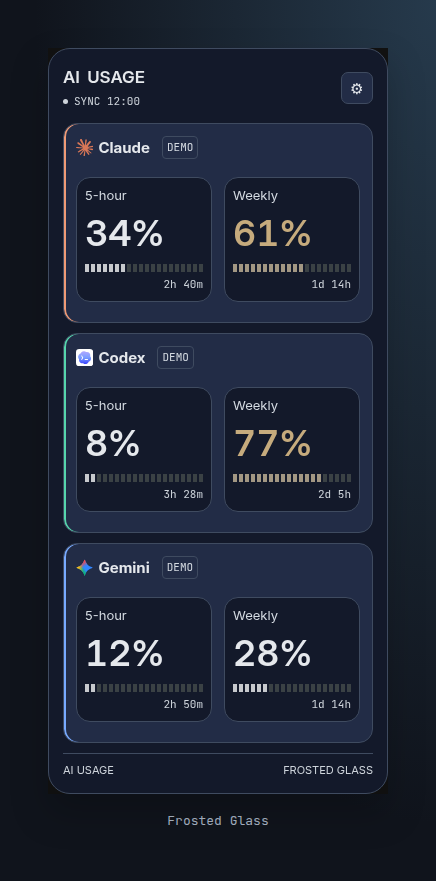 AI USAGE
SYNC 12:00
Claude DEMO
5-hour Weekly
34% 61%
2h 40m 1d 14h
Codex DEMO
5-hour Weekly
8% 77%
3h 28m 2d 5h
Gemini DEMO
5-hour Weekly
12% 28%
2h 50m 1d 14h
AI USAGE FROSTED GLASS
Frosted Glass